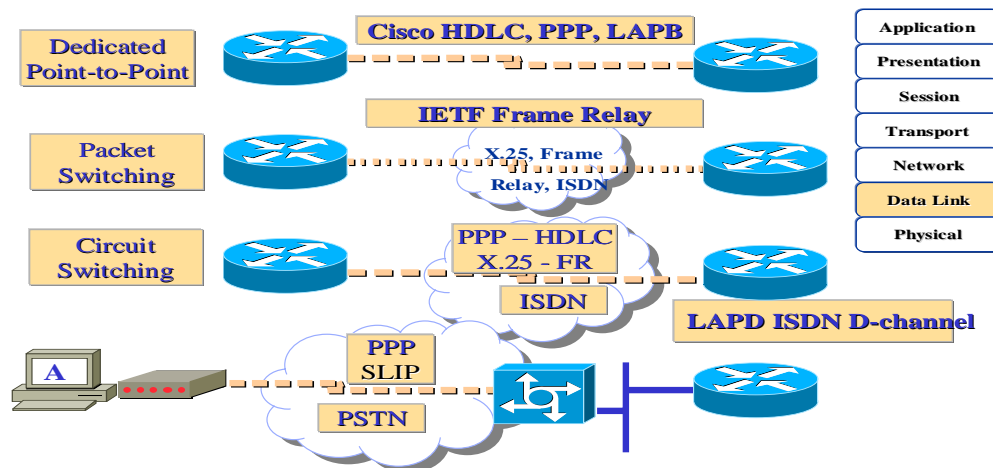 Dedicated
Point-to-Point
Cisco HDLC, PPP, LAPB
IETF Frame Relay
Packet
Switching
X.25, Frame
Relay, ISDN
Circuit
Switching
PPP – HDLC
X.25 - FR
ISDN
LAPD ISDN D-channel
A
PPP
SLIP
PSTN
Application
Presentation
Session
Transport
Network
Data Link
Physical